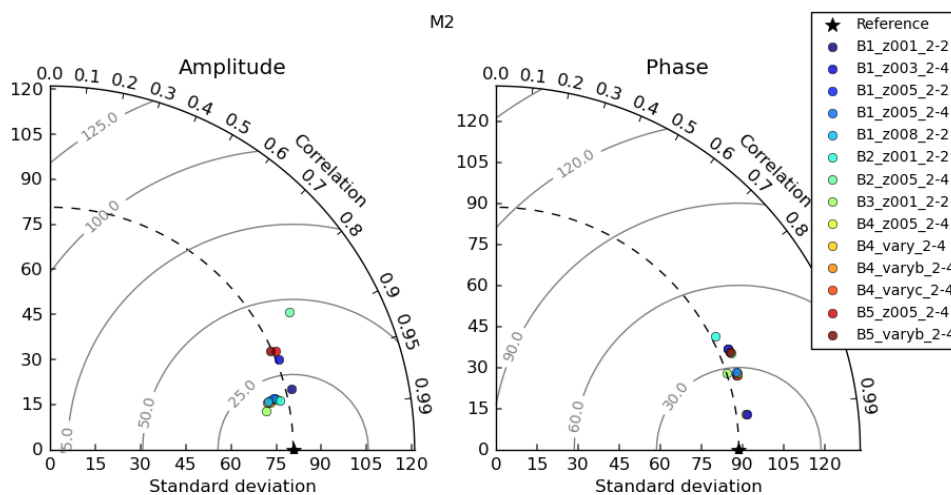 M2
Amplitude
0.0 0.1 0.2 0.3 0.4 0.5 0.6 0.7 0.8 0.9 0.95 0.99
Correlation
120
105
90
75
60
45
30
15
0
125.0
100.0
75.0
50.0
25.0
0 15 30 45 60 75 90 105 120
Standard deviation
Phase
0.0 0.1 0.2 0.3 0.4 0.5 0.6 0.7 0.8 0.99
Correlation
120
105
90
75
60
45
30
15
0
120.0
90.0
60.0
30.0
0 15 30 45 60 75 90 105 120
Standard deviation
Reference
B1_z001_2-2
B1_z003_2-4
B1_z005_2-2
B1_z005_2-4
B1_z008_2-2
B2_z001_2-2
B2_z005_2-4
B3_z001_2-2
B4_z005_2-4
B4_vary_2-4
B4_varyb_2-4
B4_varyc_2-4
B5_z005_2-4
B5_varyb_2-4